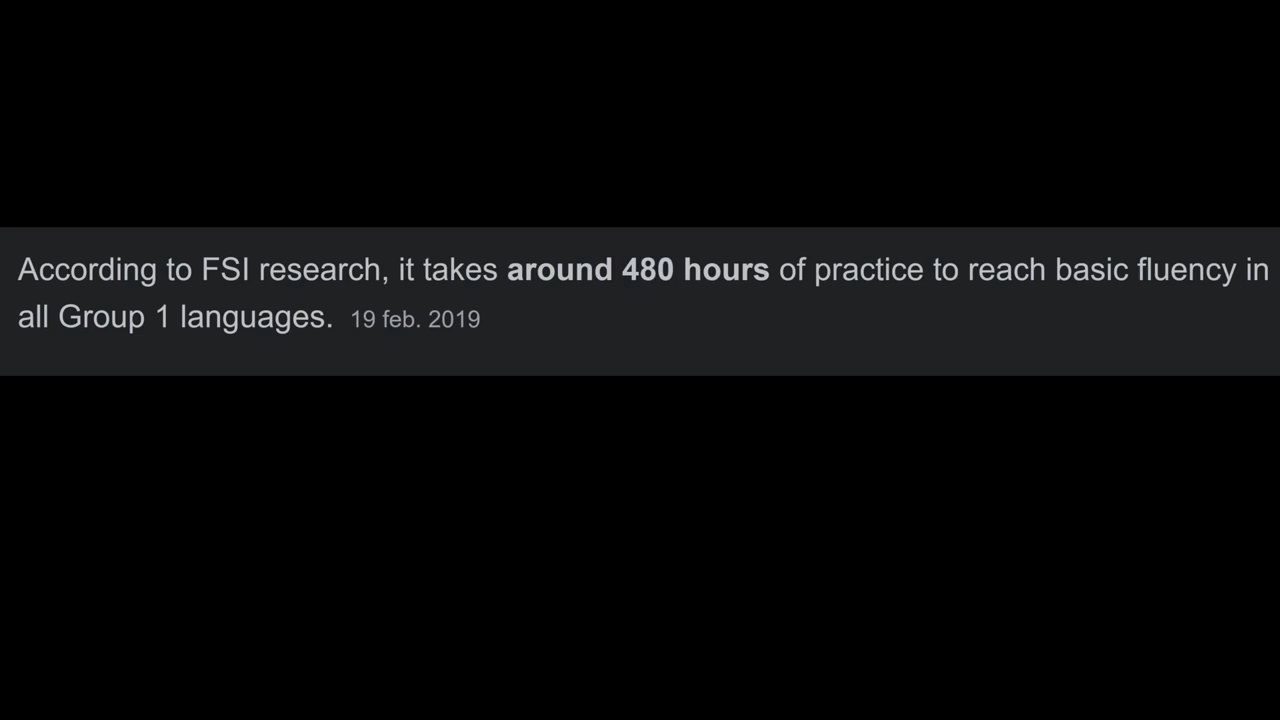 According to FSI research, it takes around 480 hours of practice to reach basic fluency in
all Group 1 languages. 19 feb. 2019